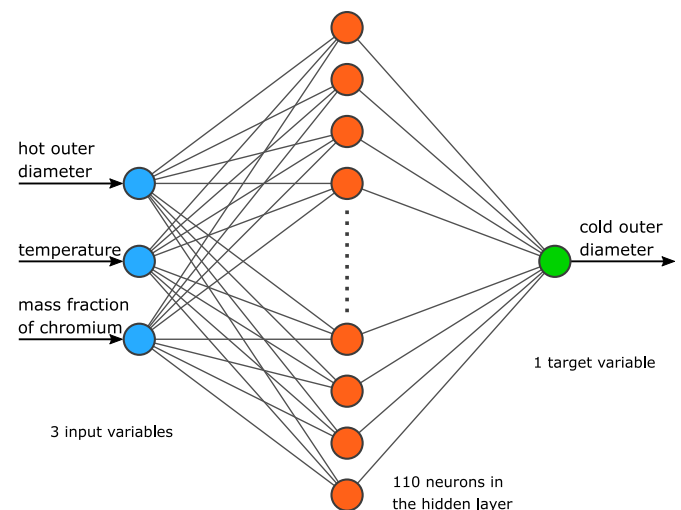 hot outer
diameter
temperature
mass fraction
of chromium
3 input variables
110 neurons in
the hidden layer
cold outer
diameter
1 target variable